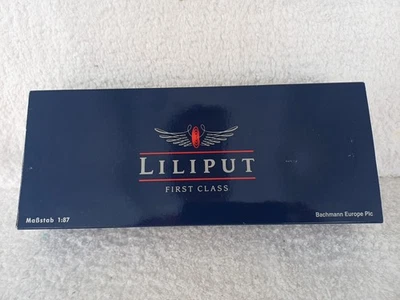 LILIPUT
FIRST CLASS
Maßstab 1:87
Bachmann Europe Plc